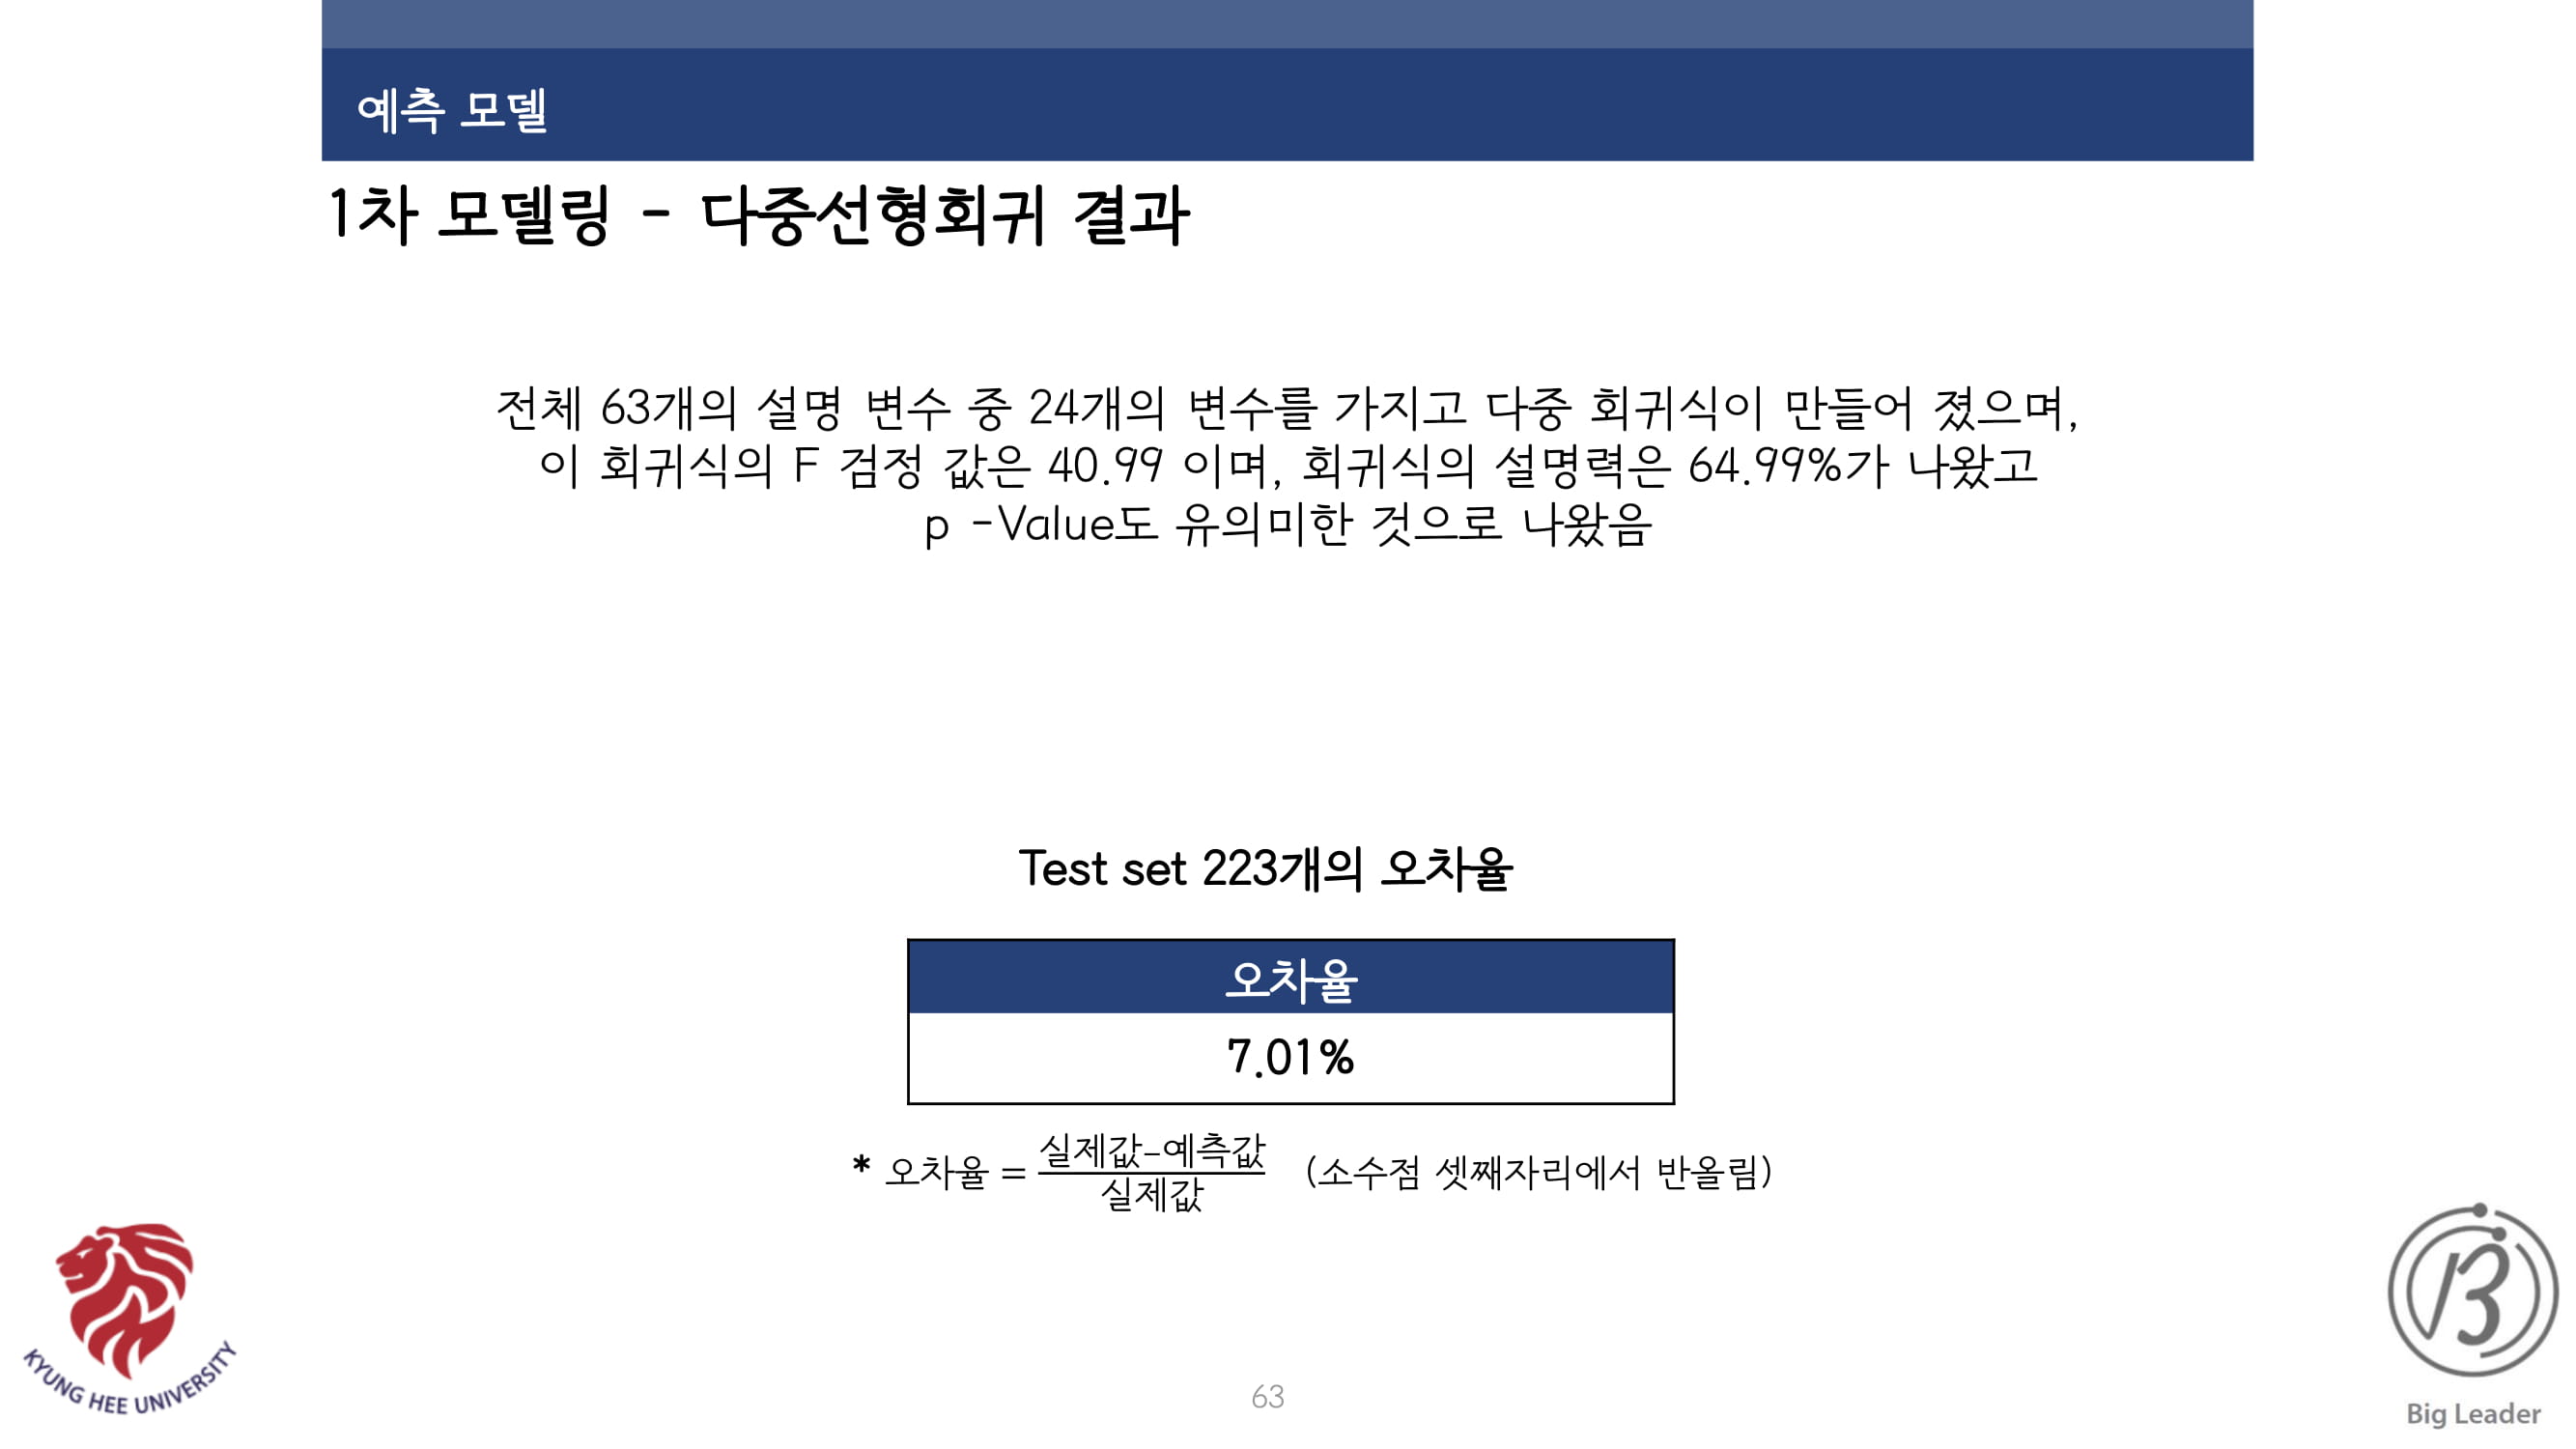 예측 모델
1차 모델링 - 다중선형회귀 결과
전체 63개의 설명 변수 중 24개의 변수를 가지고 다중 회귀식이 만들어 졌으며,
이 회귀식의 F 검정 값은 40.99 이며, 회귀식의 설명력은 64.99%가 나왔고
p -Value도 유의미한 것으로 나왔음
Test set 223개의 오차율
오차율
7.01%
* 오차율 = 실제값-예측값 / 실제값 (소수점 셋째자리에서 반올림)
KYUNG HEE UNIVERSITY
Big Leader
63